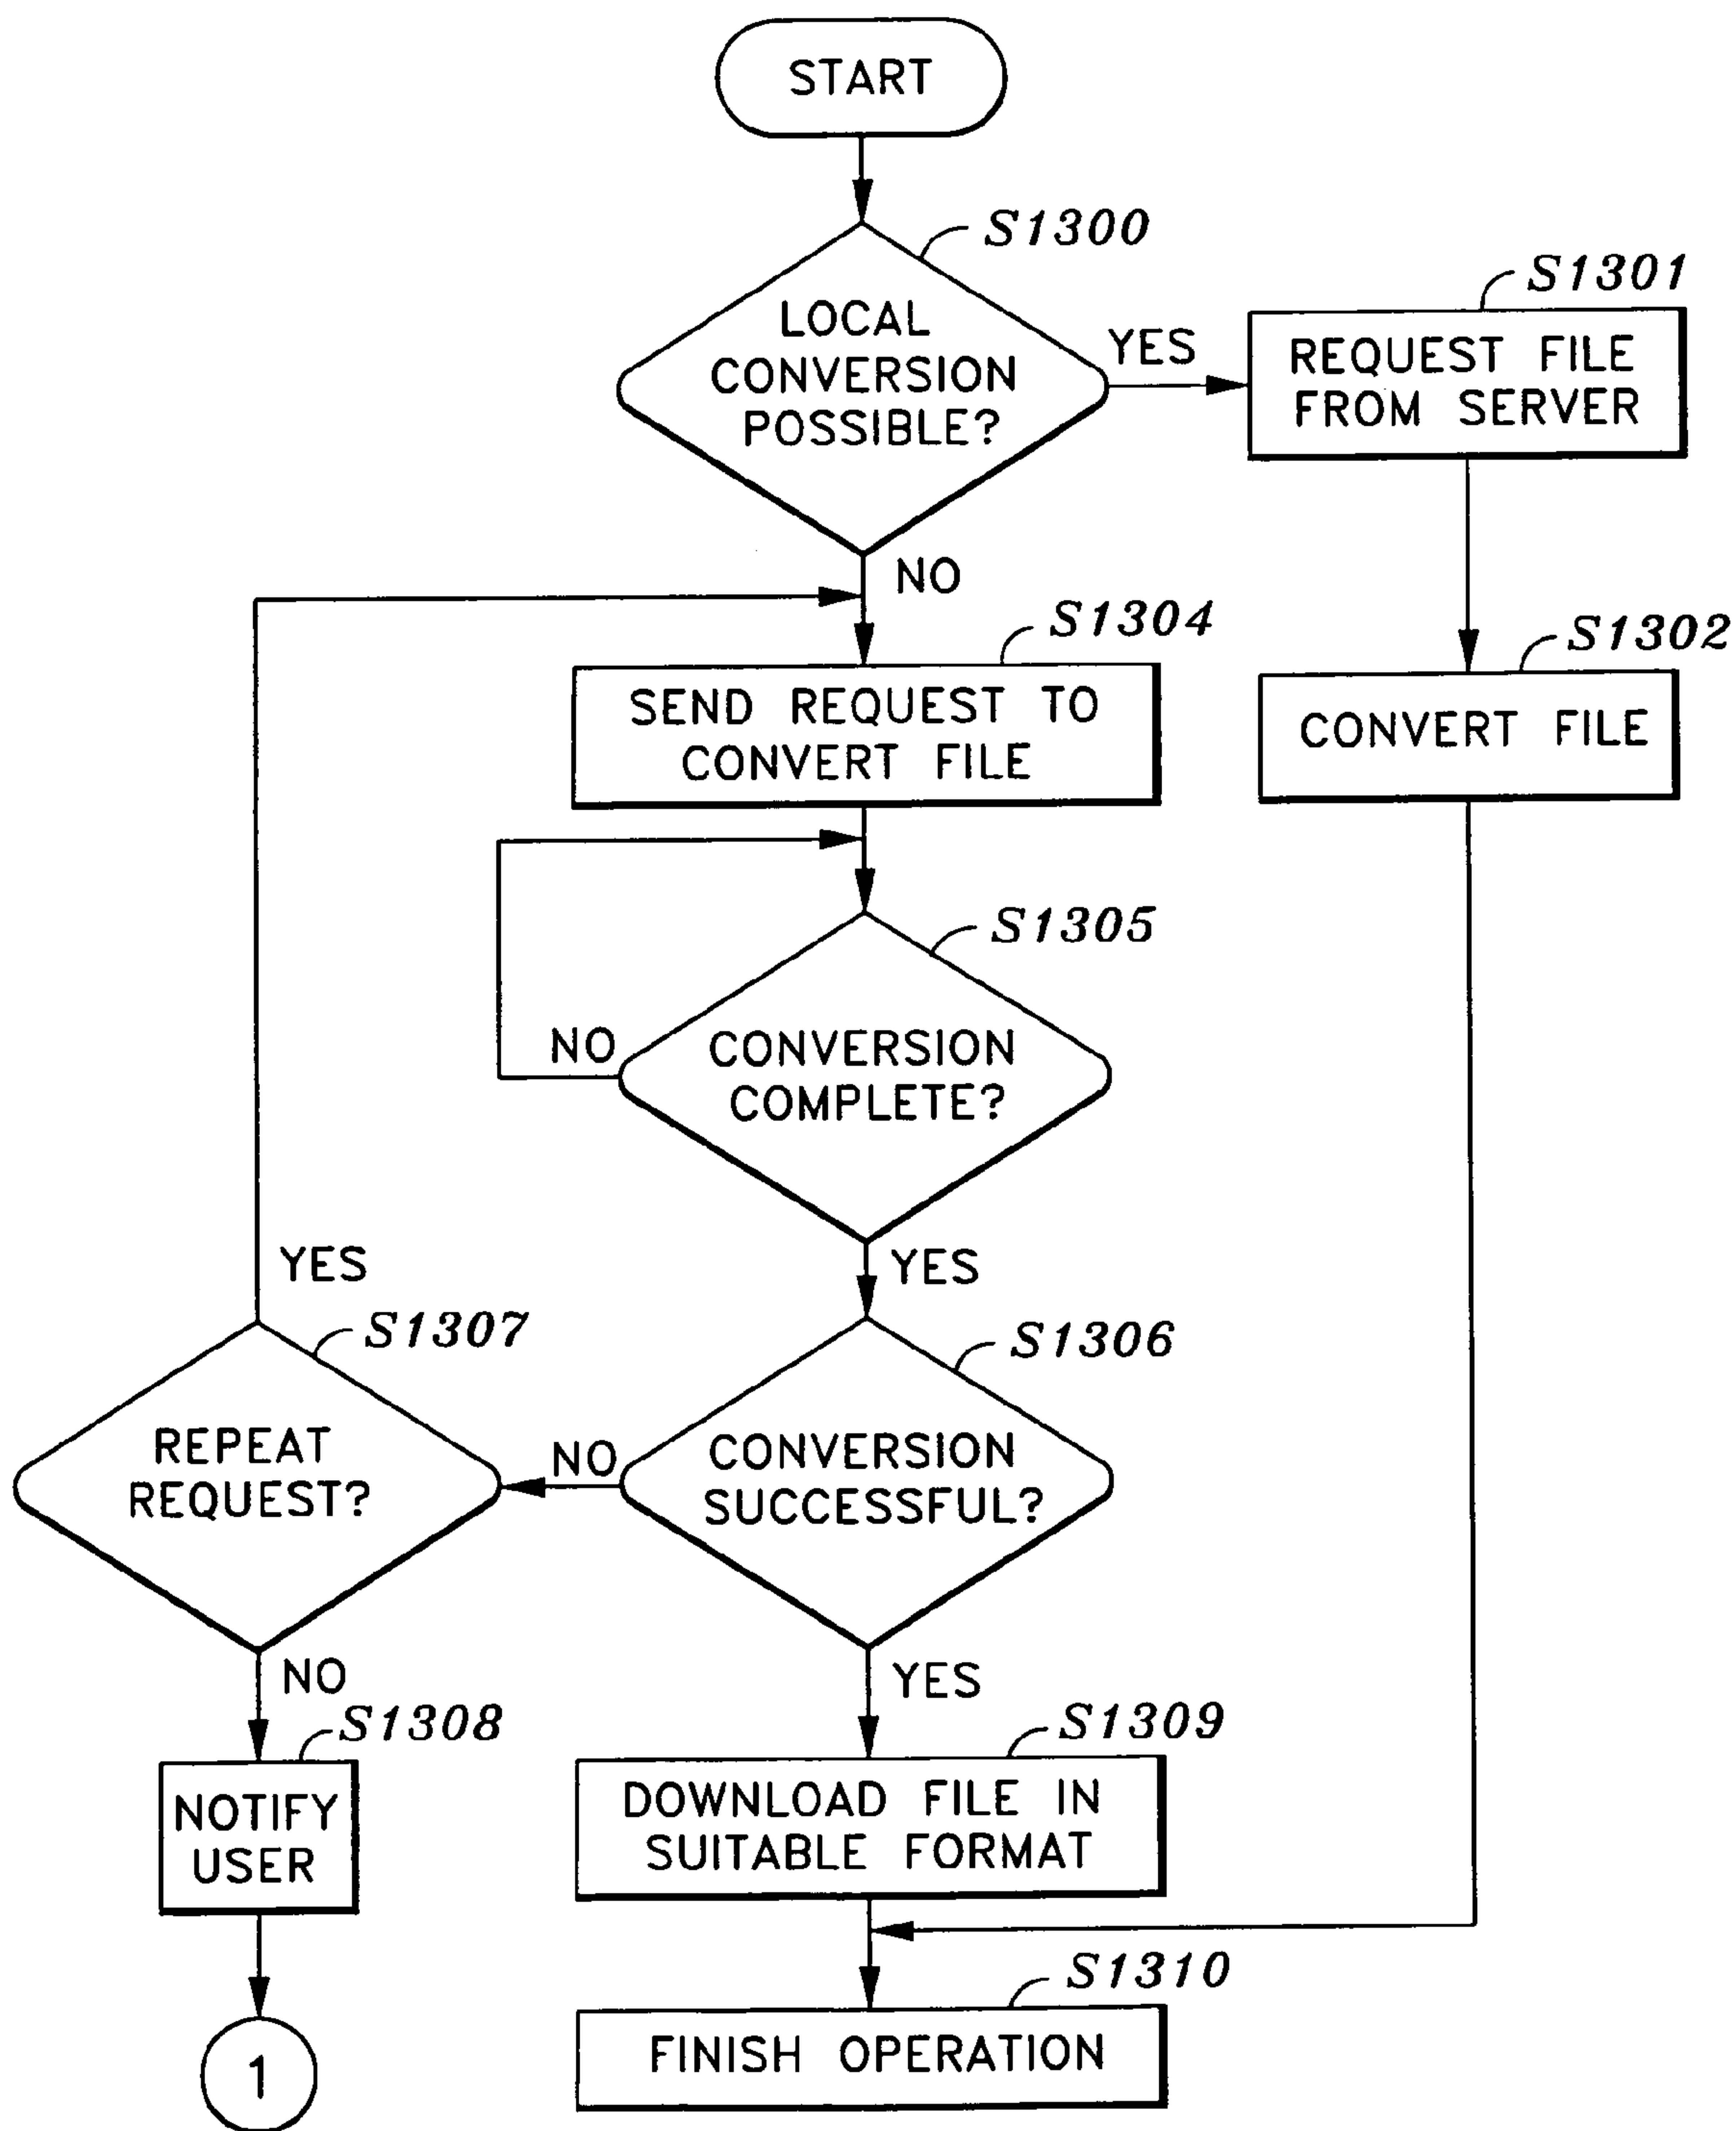 START
S1300
LOCAL
CONVERSION
POSSIBLE?
YES
S1301
REQUEST FILE
FROM SERVER
NO
S1304
SEND REQUEST TO
CONVERT FILE
S1302
CONVERT FILE
S1305
CONVERSION
COMPLETE?
NO
YES
S1306
CONVERSION
SUCCESSFUL?
NO
S1307
REPEAT
REQUEST?
YES
NO
S1308
NOTIFY
USER
1
YES
S1309
DOWNLOAD FILE IN
SUITABLE FORMAT
S1310
FINISH OPERATION